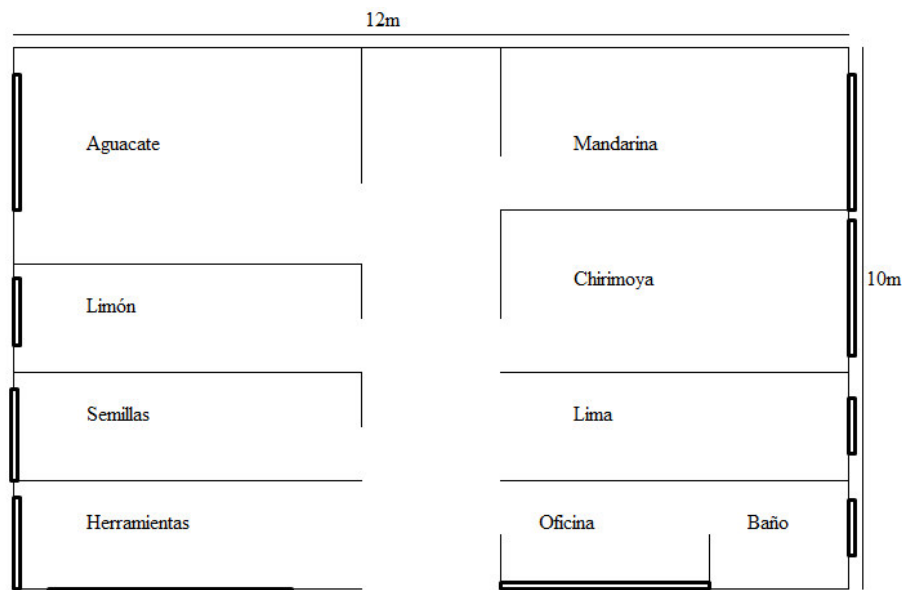 12m
Aguacate
Mandarina
Chirimoya
10m
Limón
Semillas
Lima
Herramientas
Oficina
Baño